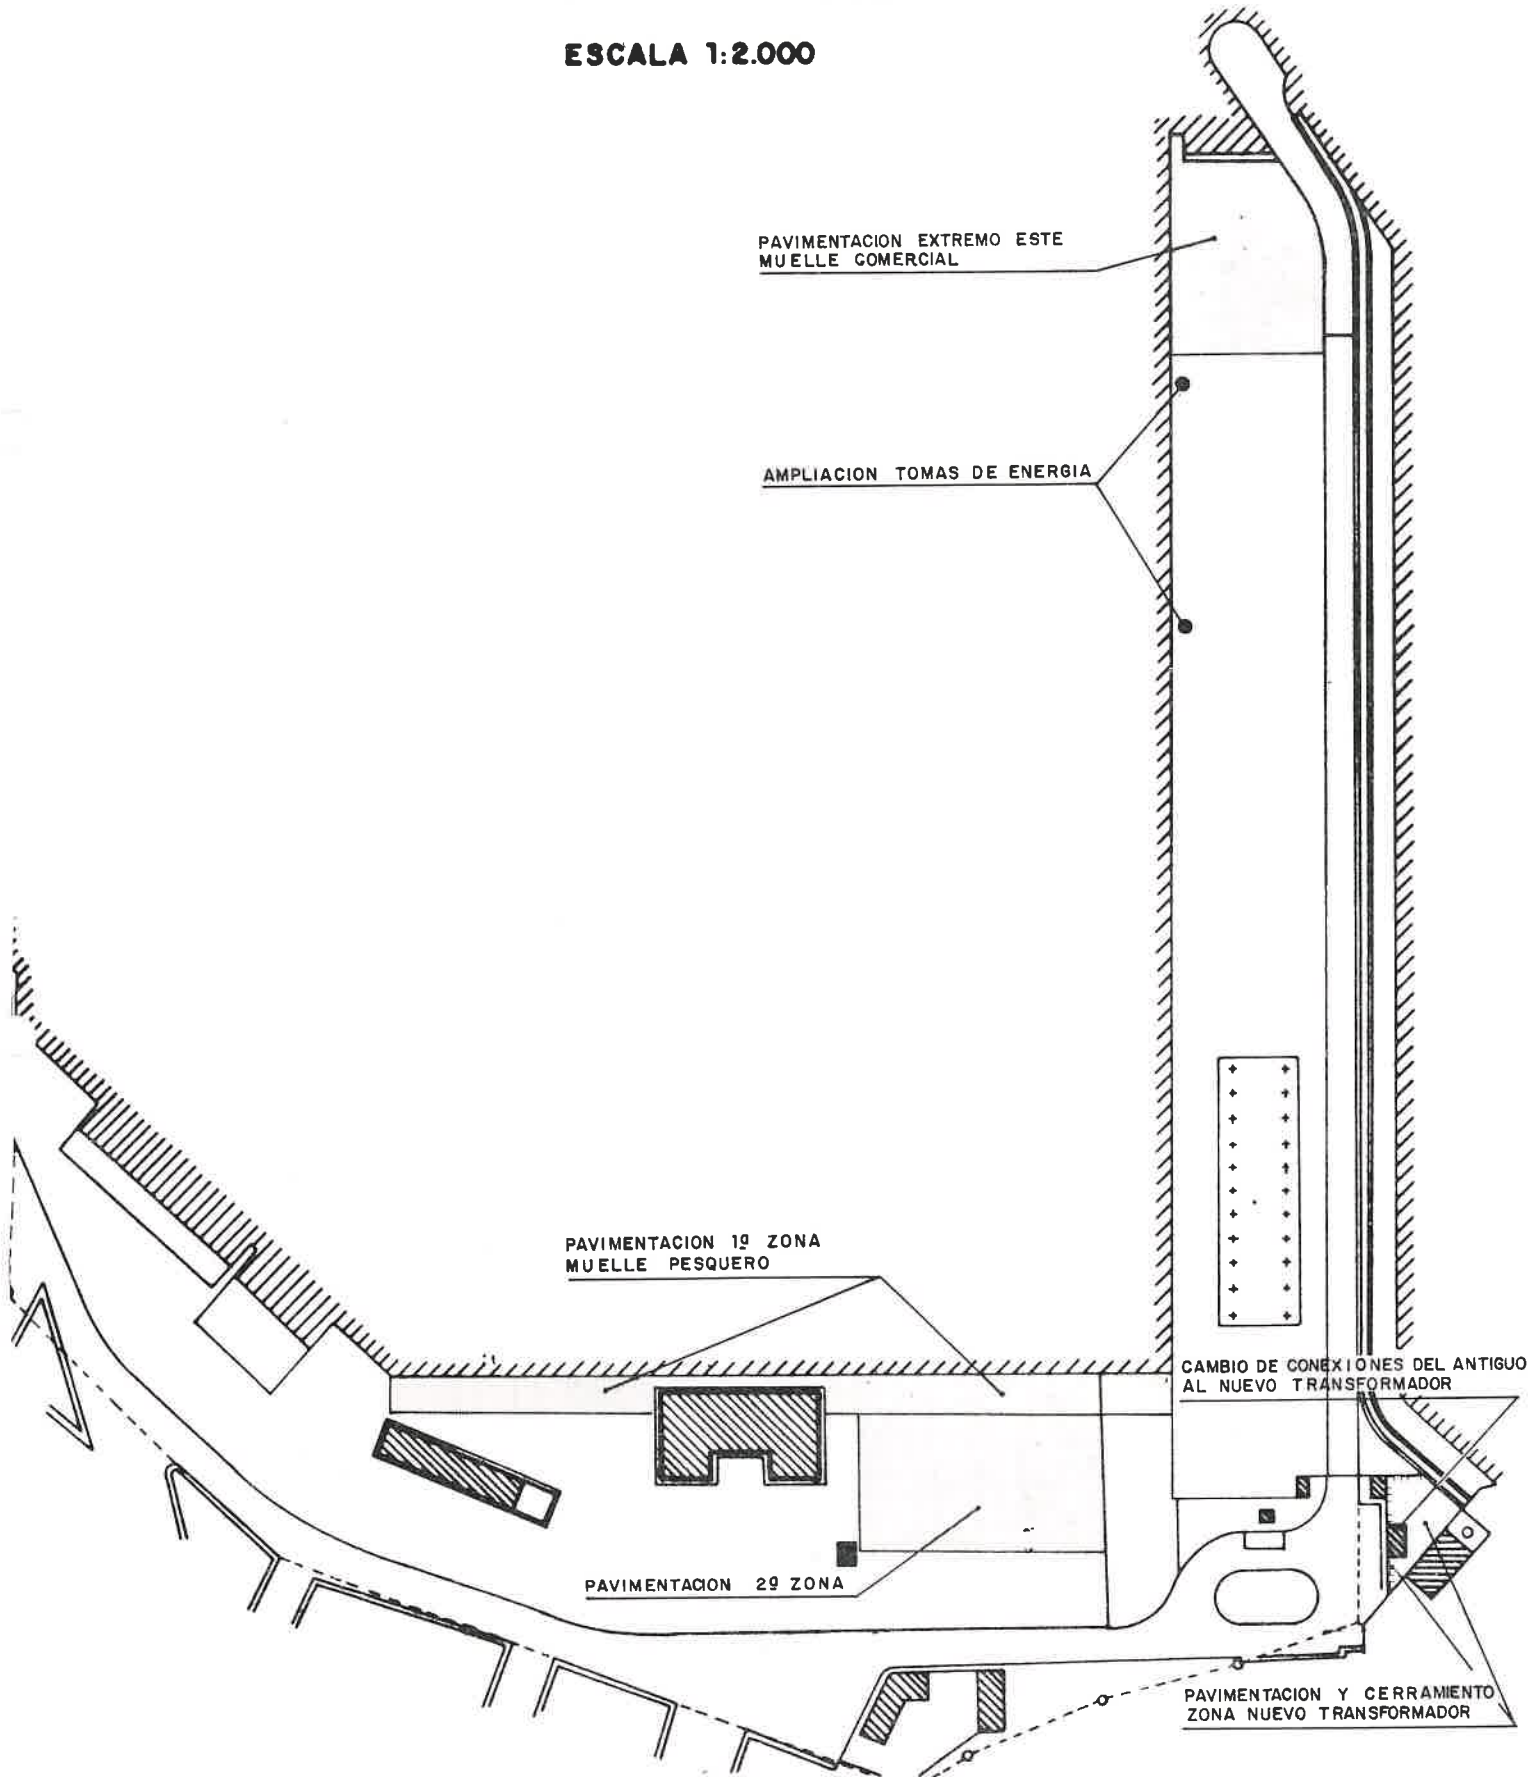 ESCALA 1:2.000
PAVIMENTACION EXTREMO ESTE
MUELLE COMERCIAL
AMPLIACION TOMAS DE ENERGIA
PAVIMENTACION 1º ZONA
MUELLE PESQUERO
CAMBIO DE CONEXIONES DEL ANTIGUO
AL NUEVO TRANSFORMADOR
PAVIMENTACION 2º ZONA
PAVIMENTACION Y CERRAMIENTO
ZONA NUEVO TRANSFORMADOR